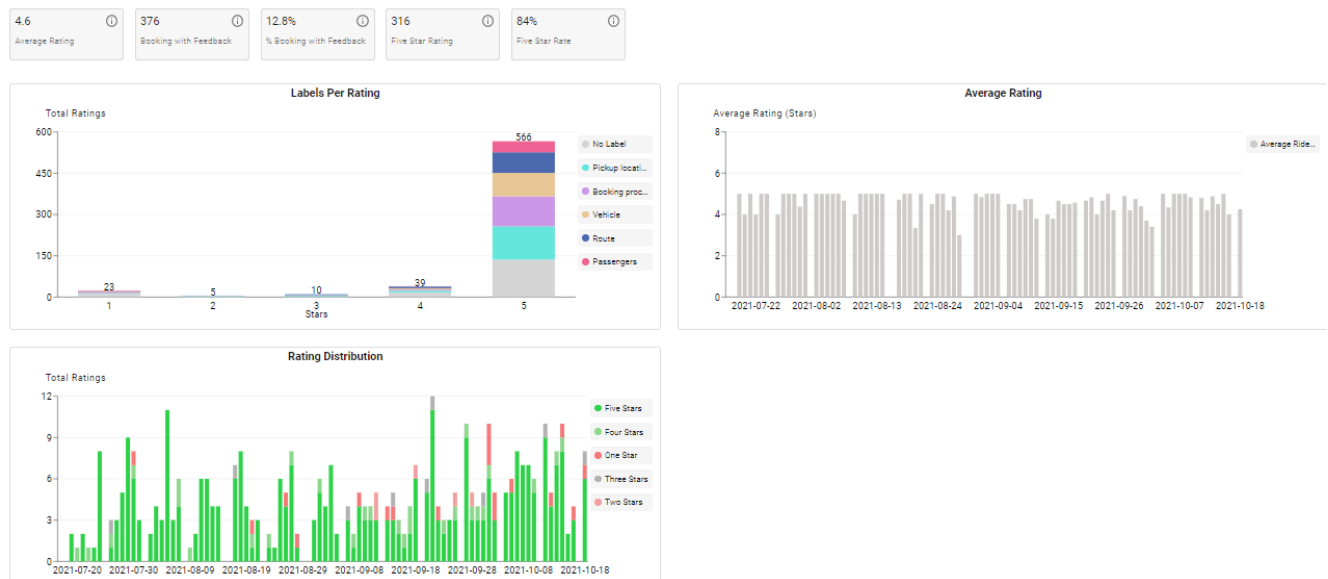 4.6
Average Rating
376
Booking with Feedback
12.8%
% Booking with Feedback
316
Five Star Rating
84%
Five Star Rate
Labels Per Rating
Total Ratings
600
450
300
150
0
23
5
10
39
566
1
2
3
4
5
Stars
No Label
Pickup locati...
Booking proc...
Vehicle
Route
Passengers
Average Rating
Average Rating (Stars)
8
6
4
2
0
2021-07-22
2021-08-02
2021-08-13
2021-08-24
2021-09-04
2021-09-15
2021-09-26
2021-10-07
2021-10-18
Average Ride...
Rating Distribution
Total Ratings
12
9
6
3
0
2021-07-20
2021-07-30
2021-08-09
2021-08-19
2021-08-29
2021-09-08
2021-09-18
2021-09-28
2021-10-08
2021-10-18
Five Stars
Four Stars
One Star
Three Stars
Two Stars